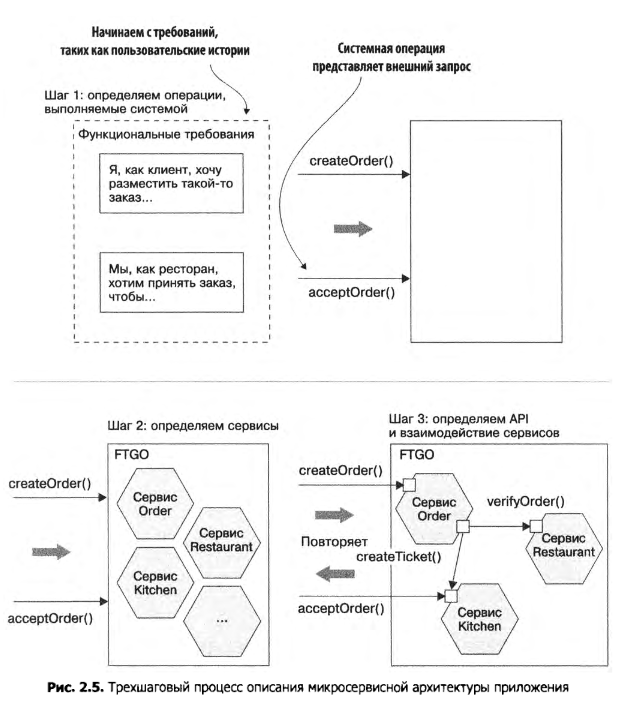 Начинаем с требований,
таких как пользовательские истории
Системная операция
представляет внешний запрос
Шаг 1: определяем операции,
выполняемые системой
Функциональные требования
Я, как клиент, хочу
разместить такой-то
заказ...
Мы, как ресторан,
хотим принять заказ,
чтобы...
createOrder()
acceptOrder()
Шаг 2: определяем сервисы
FTGO
createOrder()
acceptOrder()
Сервис
Order
Сервис
Restaurant
Сервис
Kitchen
...
Шаг 3: определяем API
и взаимодействие сервисов
FTGO
createOrder()
Повторяет
acceptOrder()
Сервис
Order
verifyOrder()
Сервис
Restaurant
createTicket()
Сервис
Kitchen
Рис. 2.5. Трехшаговый процесс описания микросервисной архитектуры приложения